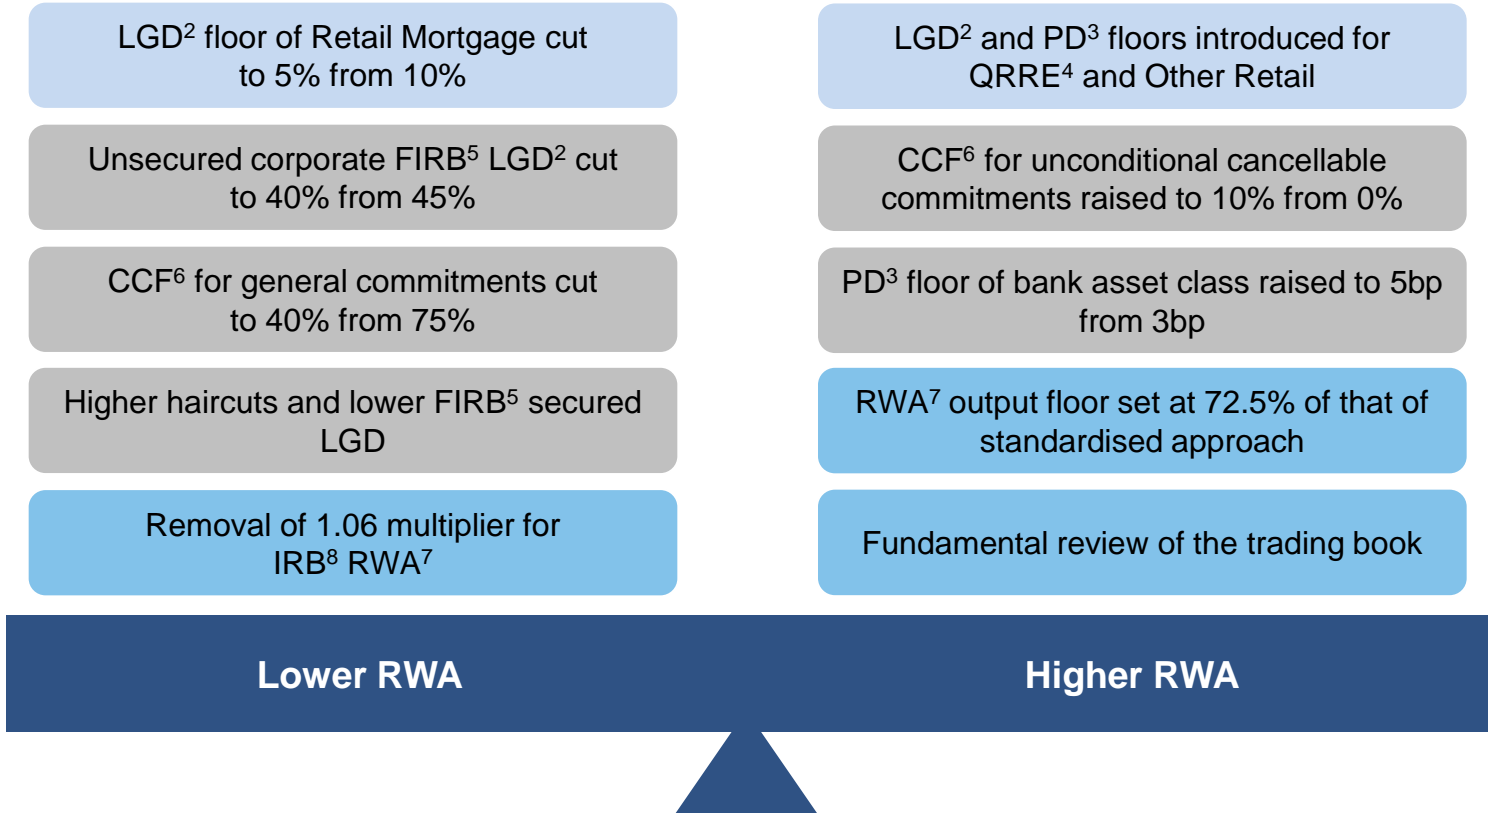 LGD² floor of Retail Mortgage cut
to 5% from 10%
Unsecured corporate FIRB⁵ LGD² cut
to 40% from 45%
CCF⁶ for general commitments cut
to 40% from 75%
Higher haircuts and lower FIRB⁵ secured
LGD
Removal of 1.06 multiplier for
IRB⁸ RWA⁷
LGD² and PD³ floors introduced for
QRRE⁴ and Other Retail
CCF⁶ for unconditional cancellable
commitments raised to 10% from 0%
PD³ floor of bank asset class raised to 5bp
from 3bp
RWA⁷ output floor set at 72.5% of that of
standardised approach
Fundamental review of the trading book
Lower RWA
Higher RWA